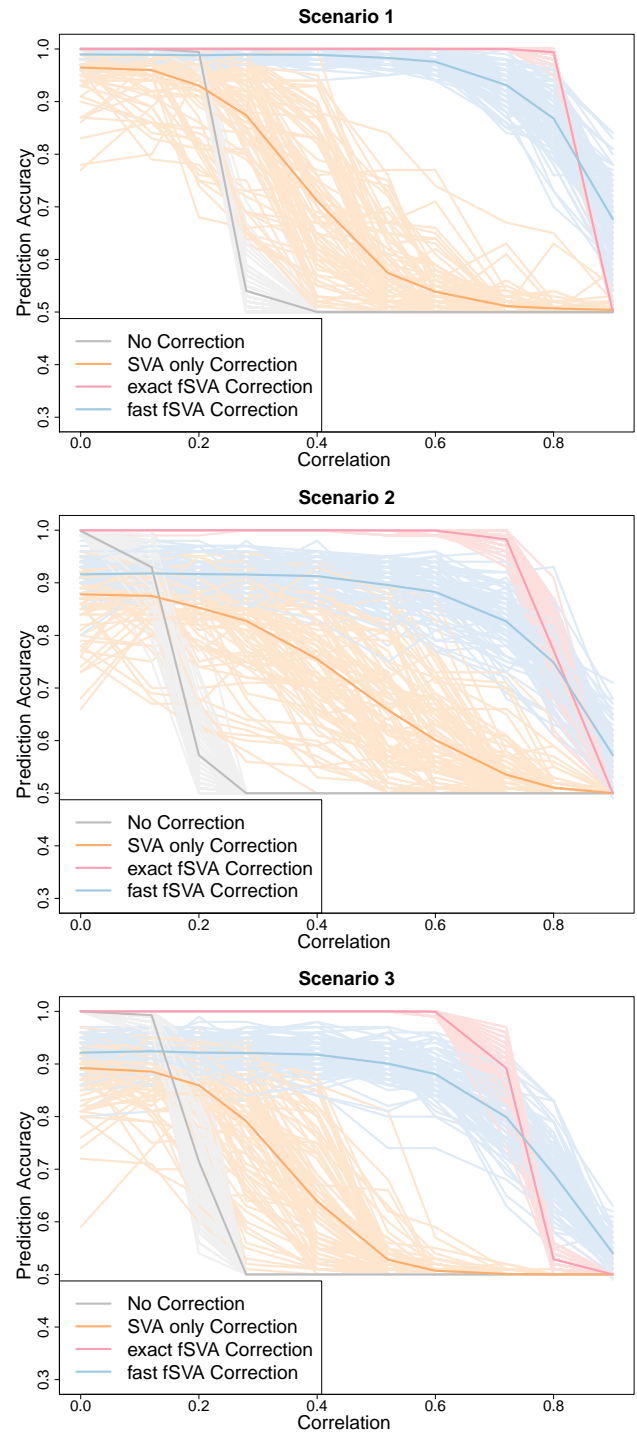 Scenario 1
Prediction Accuracy
1.0
0.9
0.8
0.7
0.6
0.5
0.4
0.3
No Correction
SVA only Correction
exact fSVA Correction
fast fSVA Correction
0.0 0.2 0.4 0.6 0.8
Correlation
Scenario 2
Prediction Accuracy
1.0
0.9
0.8
0.7
0.6
0.5
0.4
0.3
No Correction
SVA only Correction
exact fSVA Correction
fast fSVA Correction
0.0 0.2 0.4 0.6 0.8
Correlation
Scenario 3
Prediction Accuracy
1.0
0.9
0.8
0.7
0.6
0.5
0.4
0.3
No Correction
SVA only Correction
exact fSVA Correction
fast fSVA Correction
0.0 0.2 0.4 0.6 0.8
Correlation